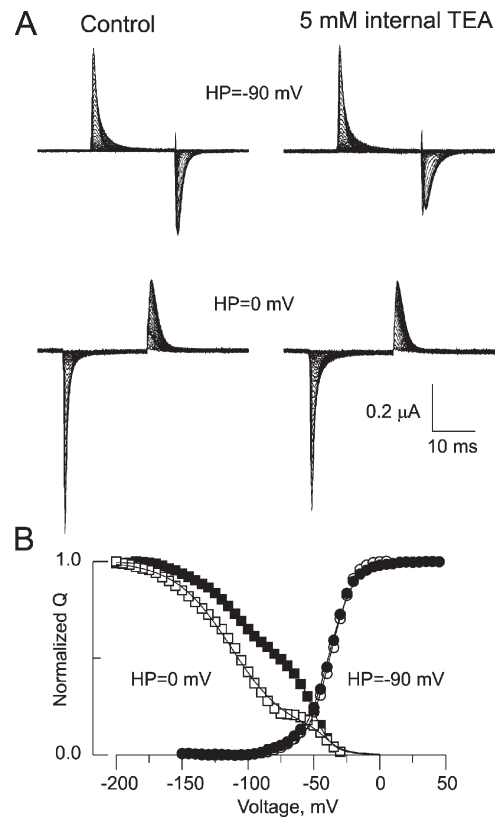 A
Control
5 mM internal TEA
HP=-90 mV
HP=0 mV
0.2 µA
10 ms
B
1.0
Normalized Q
HP=0 mV
HP=-90 mV
0.0
-200 -150 -100 -50 0 50
Voltage, mV